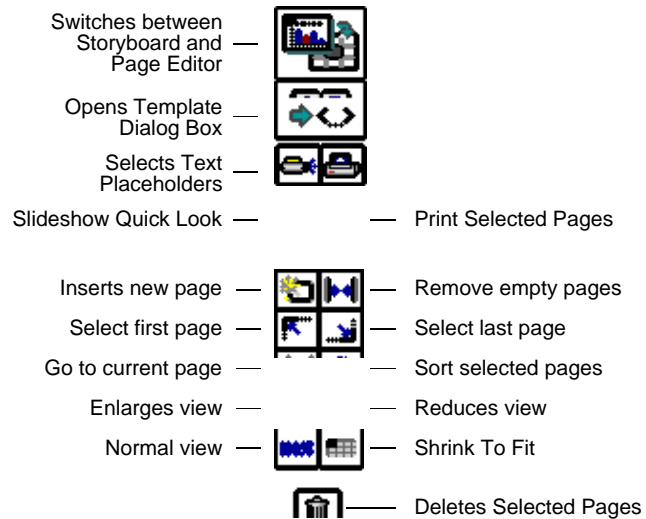 Switches between
Storyboard and
Page Editor
Opens Template
Dialog Box
Selects Text
Placeholders
Slideshow Quick Look
Print Selected Pages
Inserts new page
Remove empty pages
Select first page
Select last page
Go to current page
Sort selected pages
Enlarges view
Reduces view
Normal view
Shrink To Fit
Deletes Selected Pages